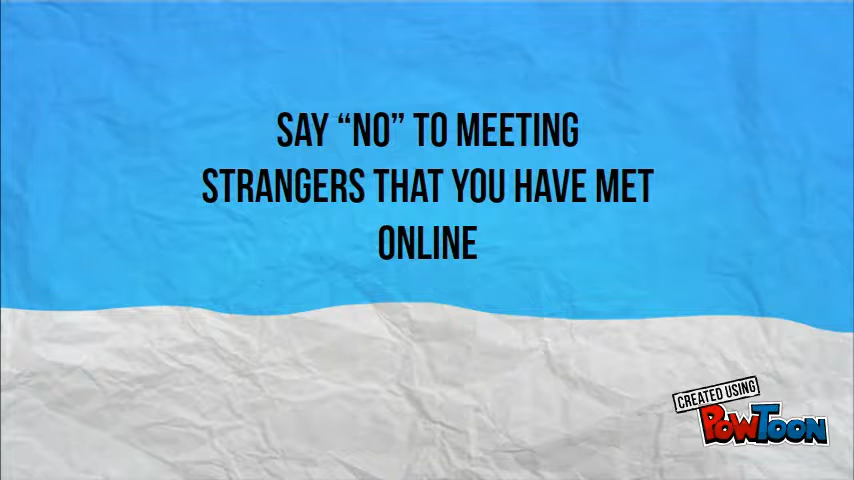 SAY “NO” TO MEETING
STRANGERS THAT YOU HAVE MET
ONLINE
CREATED USING
POWTOON